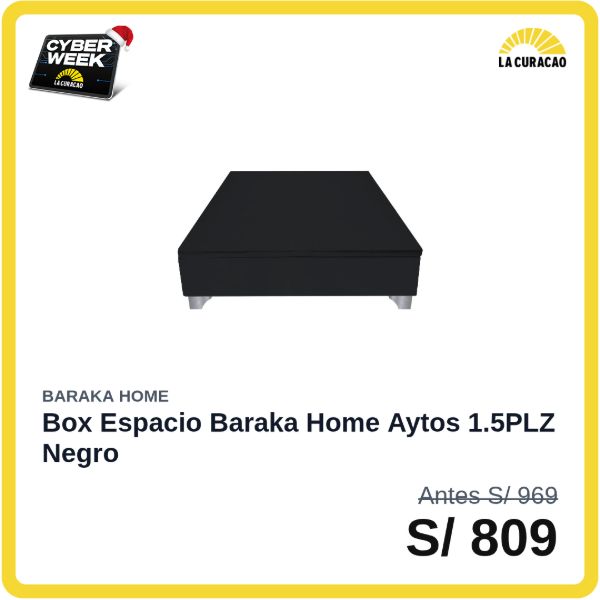 CYBER
WEEK
LA CURACAO
LA CURACAO
BARAKA HOME
Box Espacio Baraka Home Aytos 1.5PLZ
Negro
Antes S/ 969
S/ 809